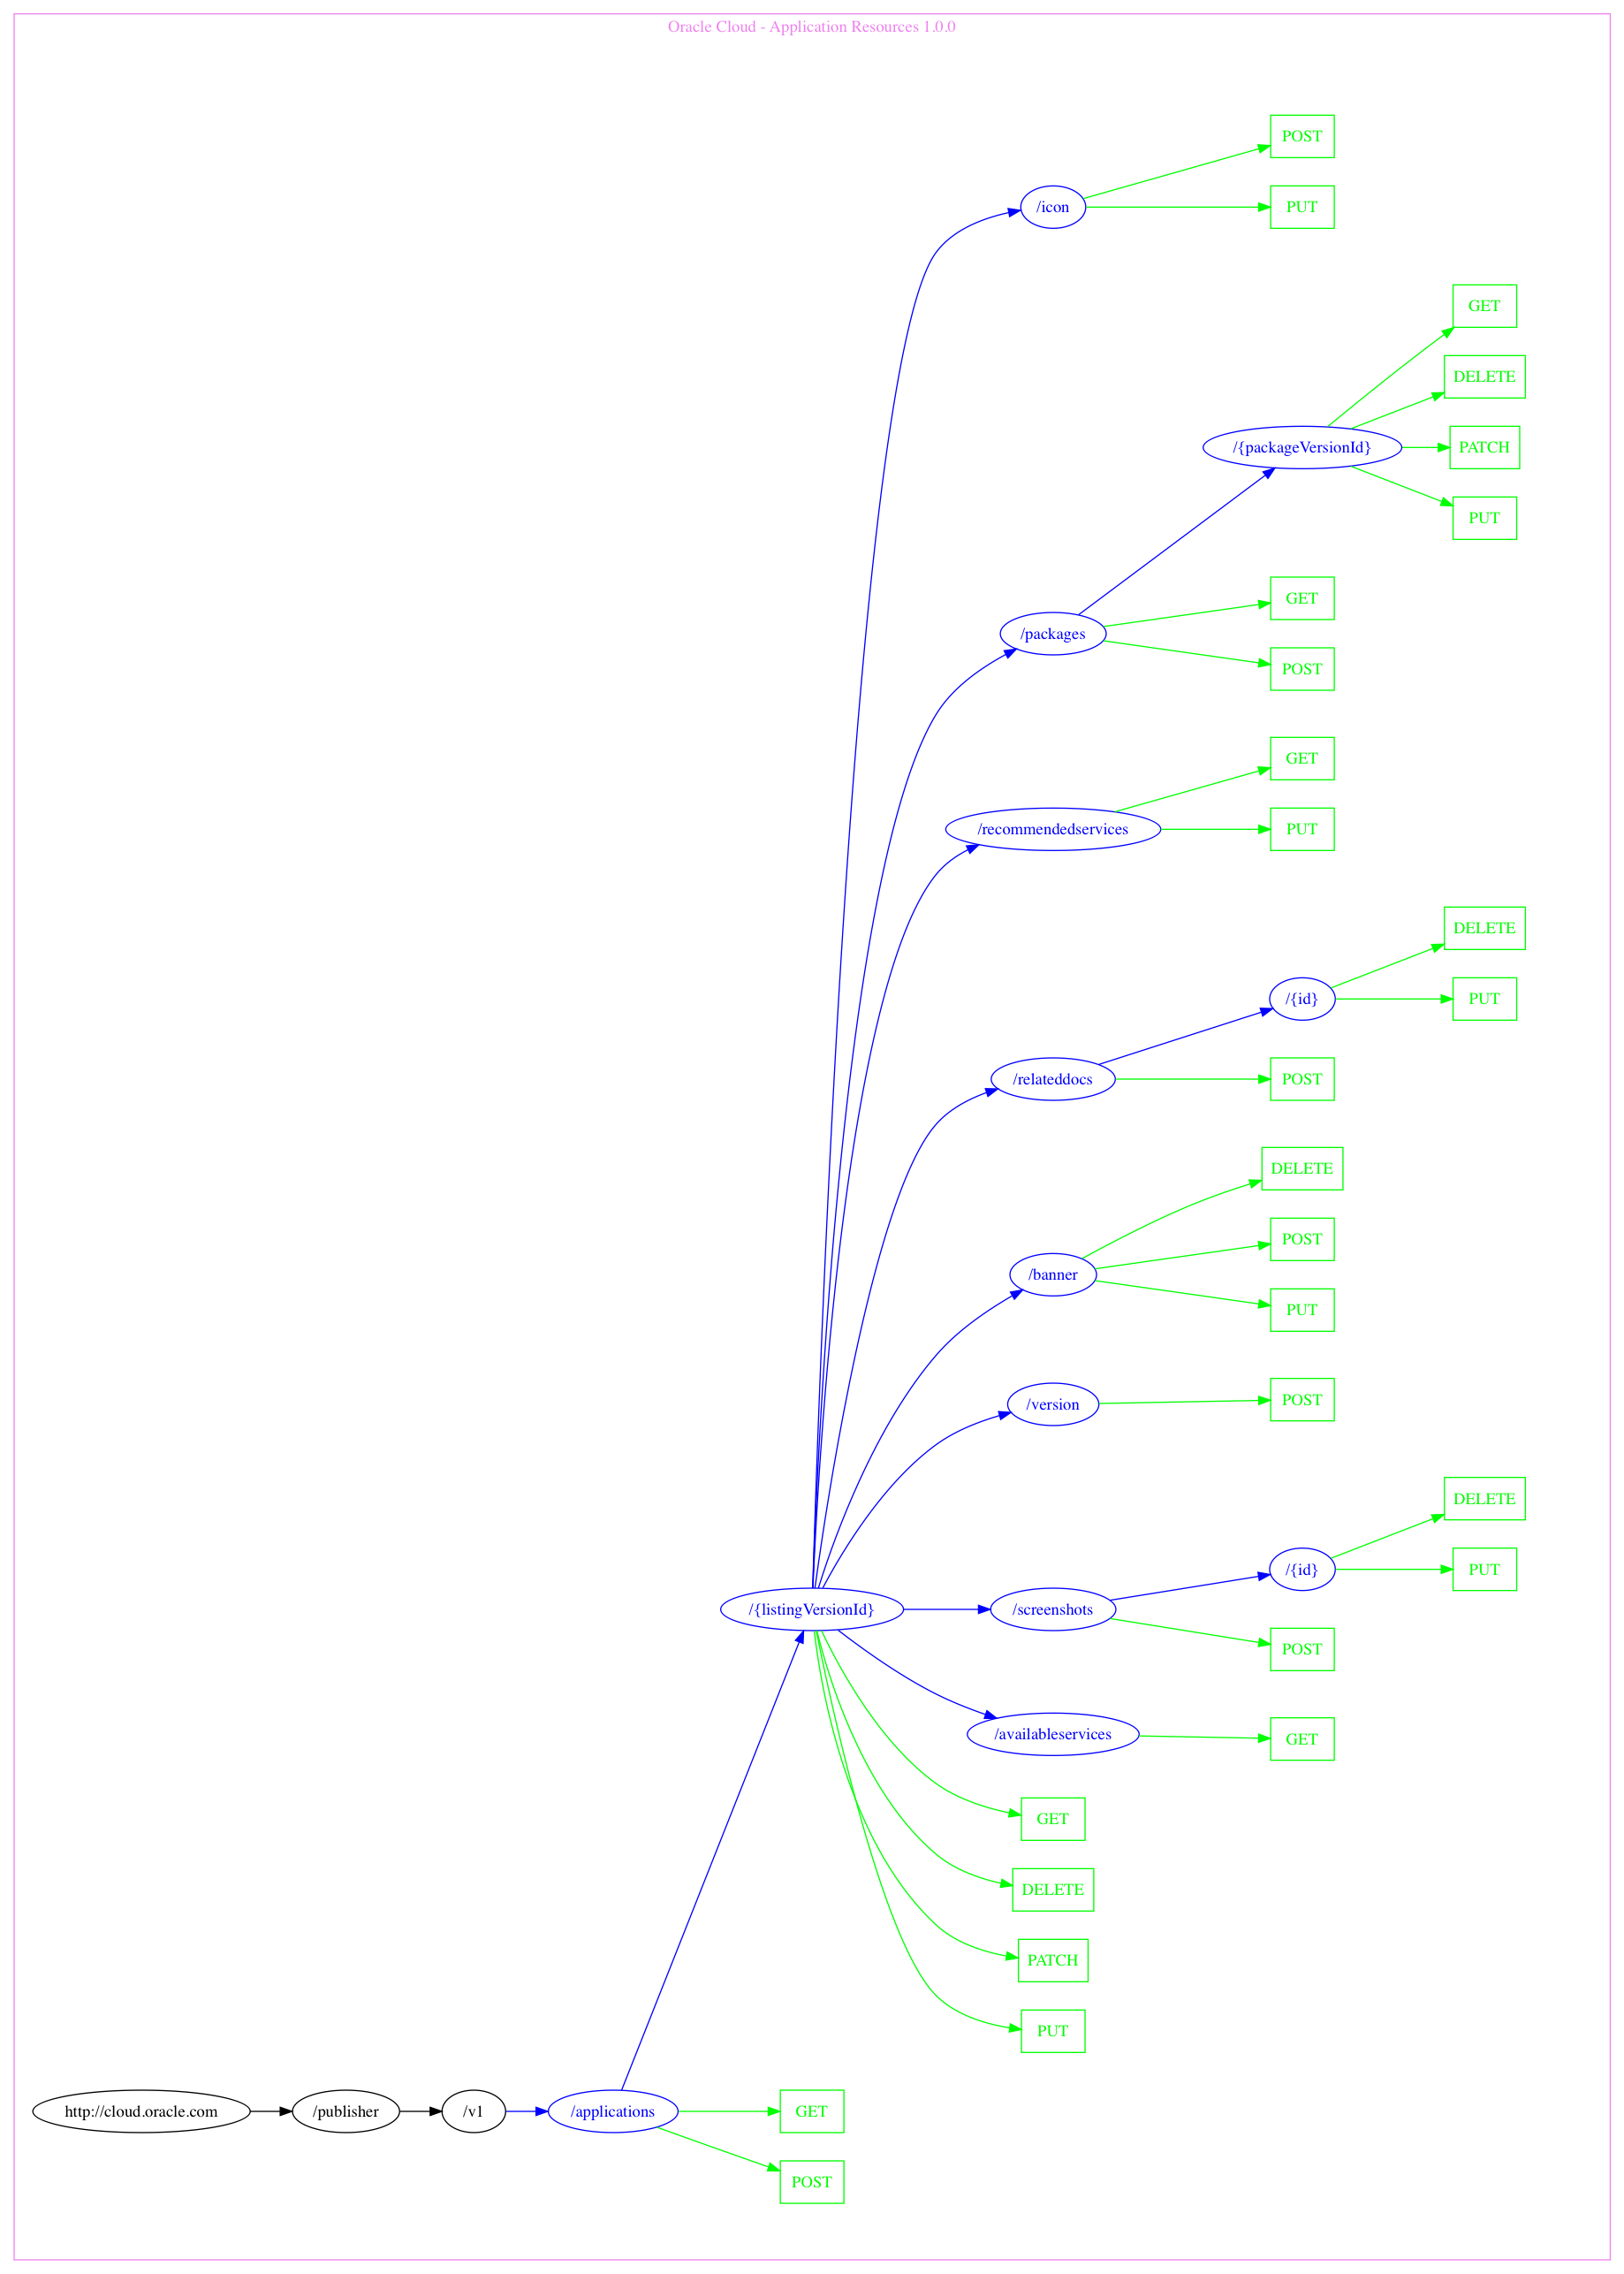 Oracle Cloud - Application Resources 1.0.0
POST
/icon
PUT
GET
DELETE
/{packageVersionId}
PATCH
PUT
GET
/packages
POST
GET
/recommendedservices
PUT
DELETE
/{id}
PUT
/relateddocs
POST
DELETE
POST
/banner
PUT
/version
POST
DELETE
/{id}
PUT
/{listingVersionId}
/screenshots
POST
/availableservices
GET
GET
DELETE
PATCH
PUT
http://cloud.oracle.com
/publisher
/v1
/applications
GET
POST